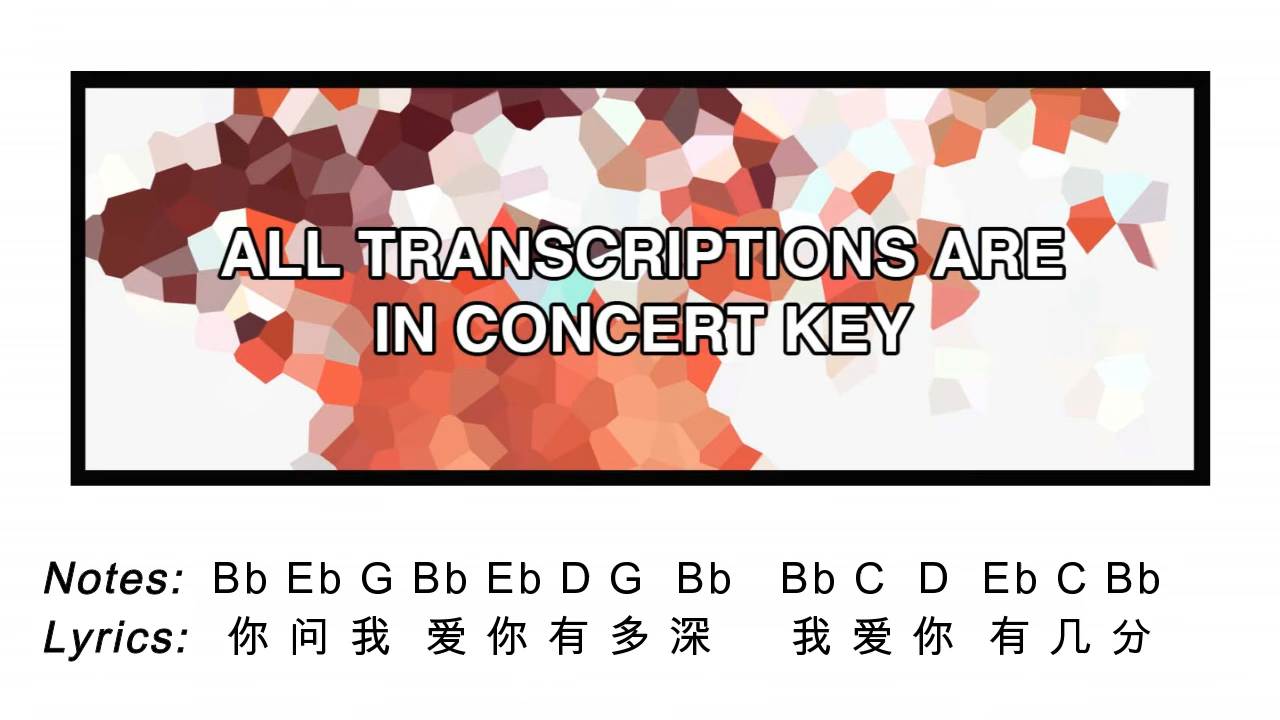 ALL TRANSCRIPTIONS ARE
IN CONCERT KEY
Notes: Bb Eb G Bb Eb D G Bb Bb C D Eb C Bb
Lyrics: 你 问 我 爱 你 有 多 深 我 爱 你 有 几 分